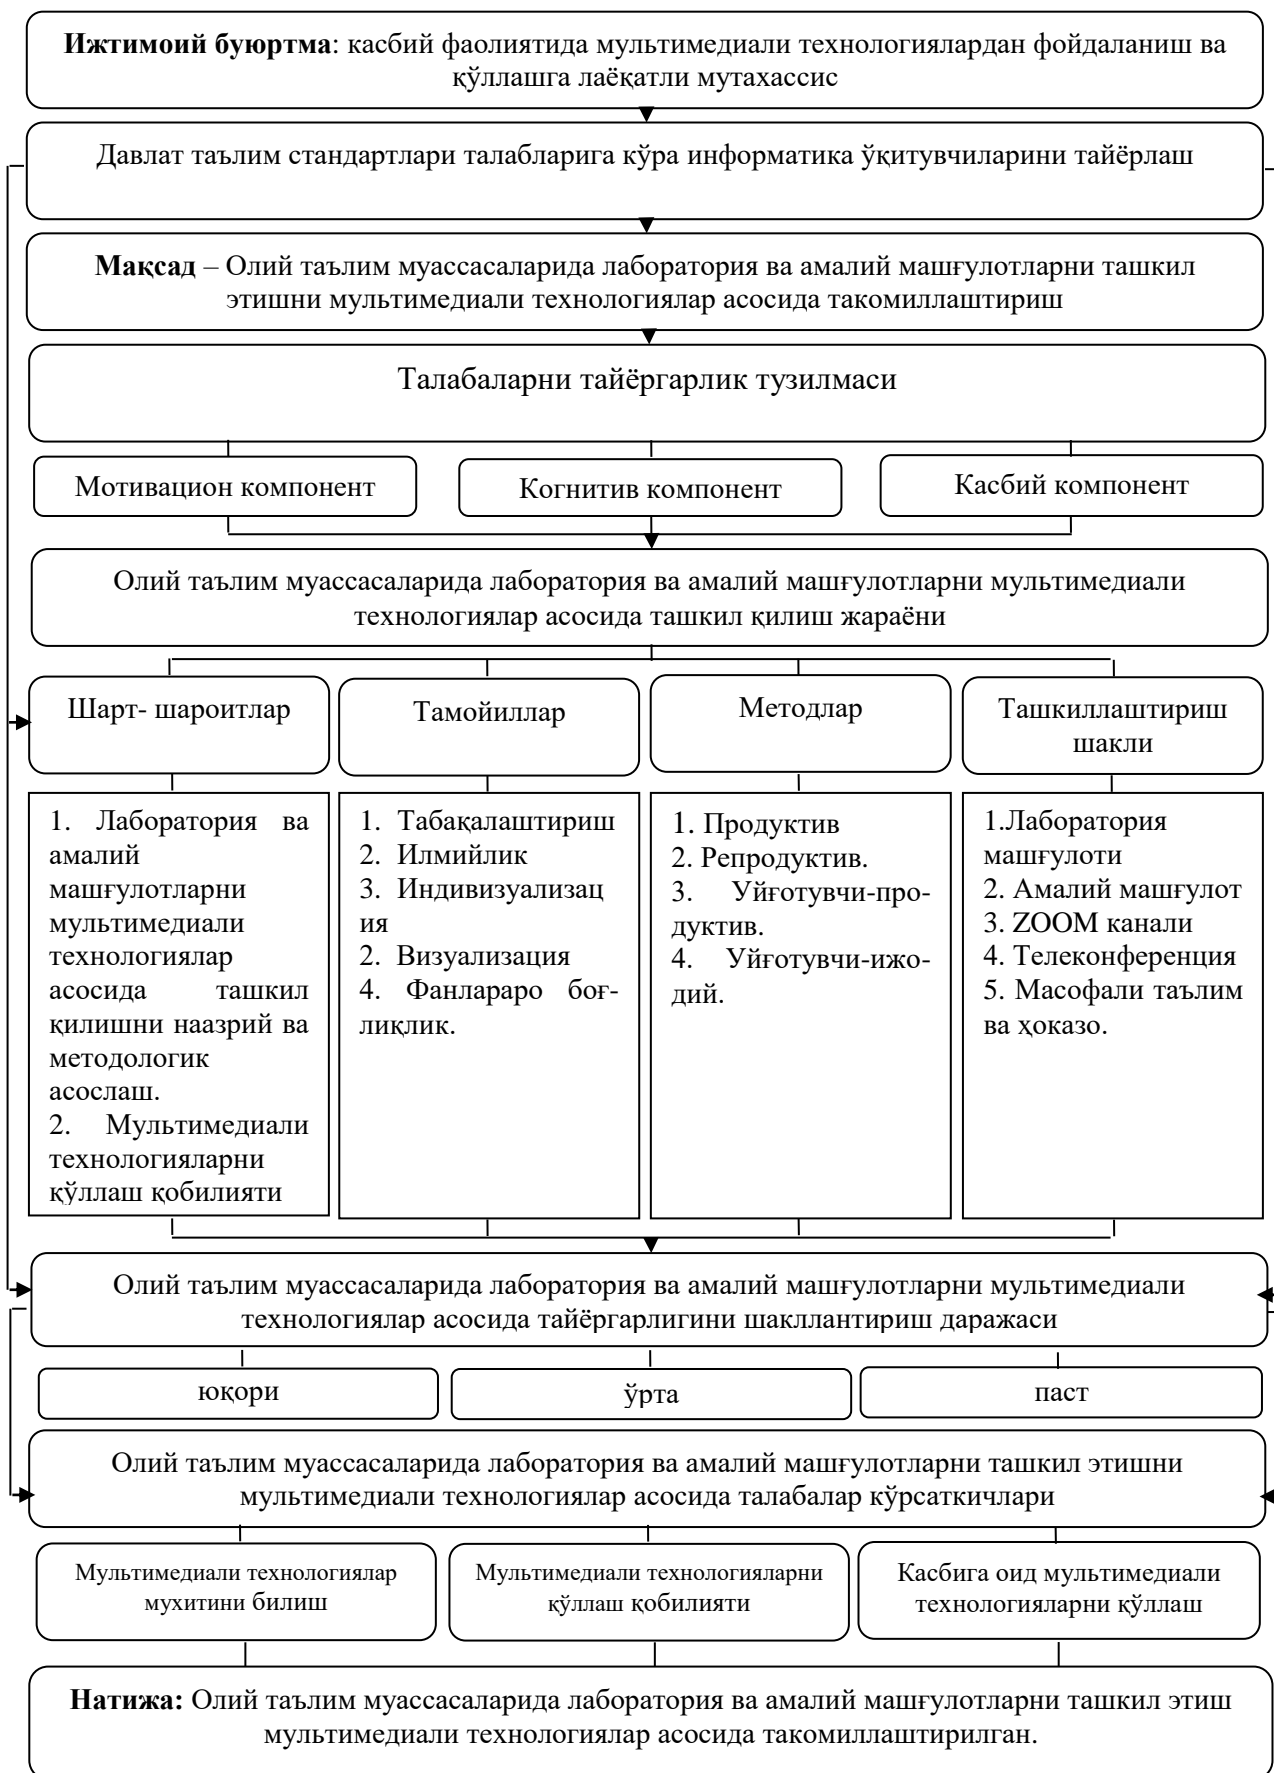 Ижтимоий буюртма: касбий фаолиятида мультимедиали технологиялардан фойдаланиш ва
қўллашга лаёқатли мутахассис
Давлат таълим стандартлари талабларига кўра информатика ўқитувчиларини тайёрлаш
Мақсад – Олий таълим муассасаларида лаборатория ва амалий машғулотларни ташкил
этишни мультимедиали технологиялар асосида такомиллаштириш
Талабаларни тайёргарлик тузилмаси
Мотивацион компонент
Когнитив компонент
Касбий компонент
Олий таълим муассасаларида лаборатория ва амалий машғулотларни мультимедиали
технологиялар асосида ташкил қилиш жараёни
Шарт- шароитлар
Тамойиллар
Методлар
Ташкиллаштириш
шакли
1. Лаборатория ва
амалий
машғулотларни
мультимедиали
технологиялар
асосида ташкил
қилишни наазрий ва
методологик
асослаш.
2. Мультимедиали
технологияларни
қўллаш қобилияти
1. Табақалаштириш
2. Илмийлик
3. Индивизуализац
ия
2. Визуализация
4. Фанлараро боғ-
лиқлик.
1. Продуктив
2. Репродуктив.
3. Уйғотувчи-про-
дуктив.
4. Уйғотувчи-ижо-
дий.
1.Лаборатория
машғулоти
2. Амалий машғулот
3. ZOOM канали
4. Телеконференция
5. Масофали таълим
ва ҳоказо.
Олий таълим муассасаларида лаборатория ва амалий машғулотларни мультимедиали
технологиялар асосида тайёргарлигини шакллантириш даражаси
юқори
ўрта
паст
Олий таълим муассасаларида лаборатория ва амалий машғулотларни ташкил этишни
мультимедиали технологиялар асосида талабалар кўрсаткичлари
Мультимедиали технологиялар
мухитини билиш
Мультимедиали технологияларни
қўллаш қобилияти
Касбига оид мультимедиали
технологияларни қўллаш
Натижа: Олий таълим муассасаларида лаборатория ва амалий машғулотларни ташкил этиш
мультимедиали технологиялар асосида такомиллаштирилган.